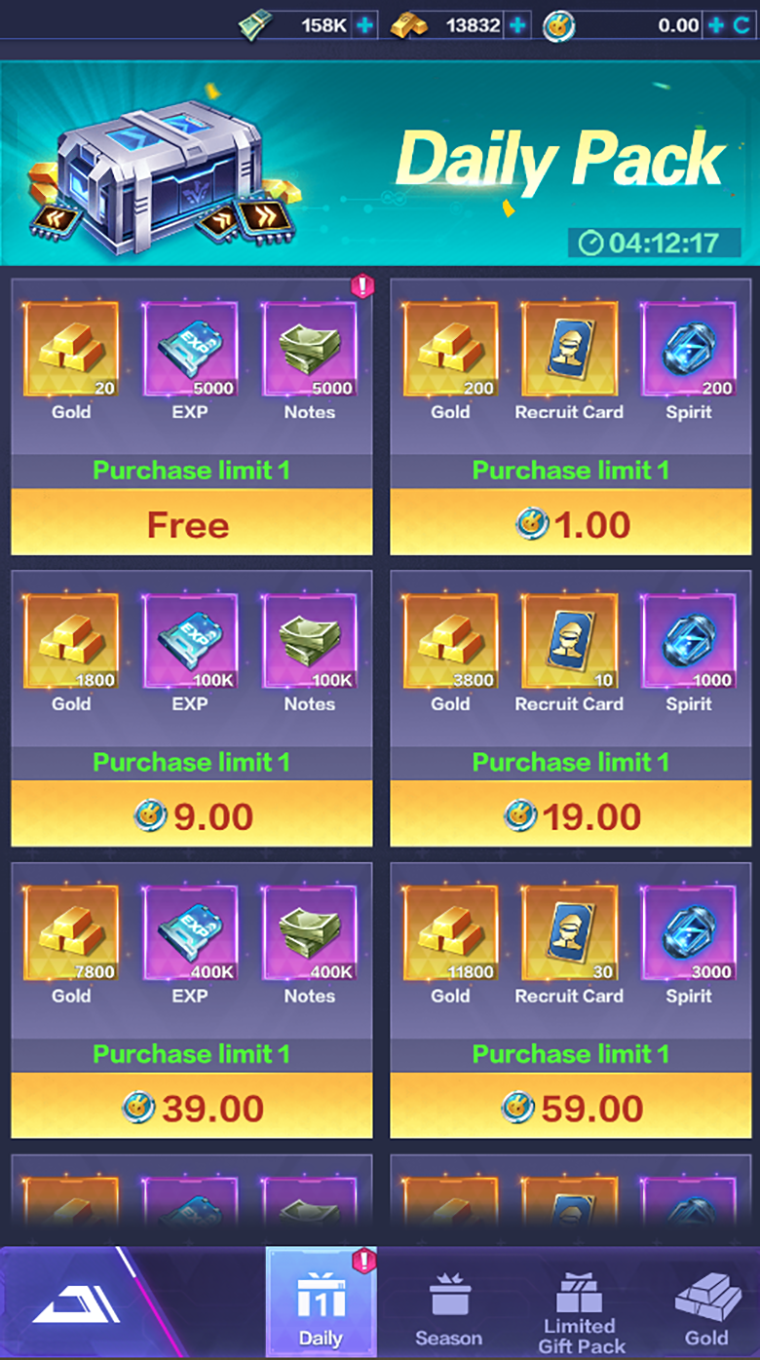 158K
13832
0.00
Daily Pack
04:12:17
20 5000 5000
Gold EXP Notes
Purchase limit 1
Free
200 200
Gold Recruit Card Spirit
Purchase limit 1
1.00
1800 100K 100K
Gold EXP Notes
Purchase limit 1
9.00
3800 10 1000
Gold Recruit Card Spirit
Purchase limit 1
19.00
7800 400K 400K
Gold EXP Notes
Purchase limit 1
39.00
11800 30 3000
Gold Recruit Card Spirit
Purchase limit 1
59.00
1
Daily
Season
Limited
Gift Pack
Gold